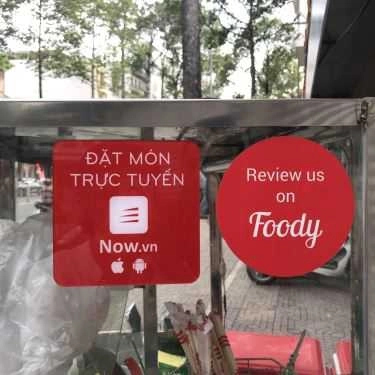 ĐẶT MÓN
TRỰC TUYẾN
Now.vn
Review us
on
Foody